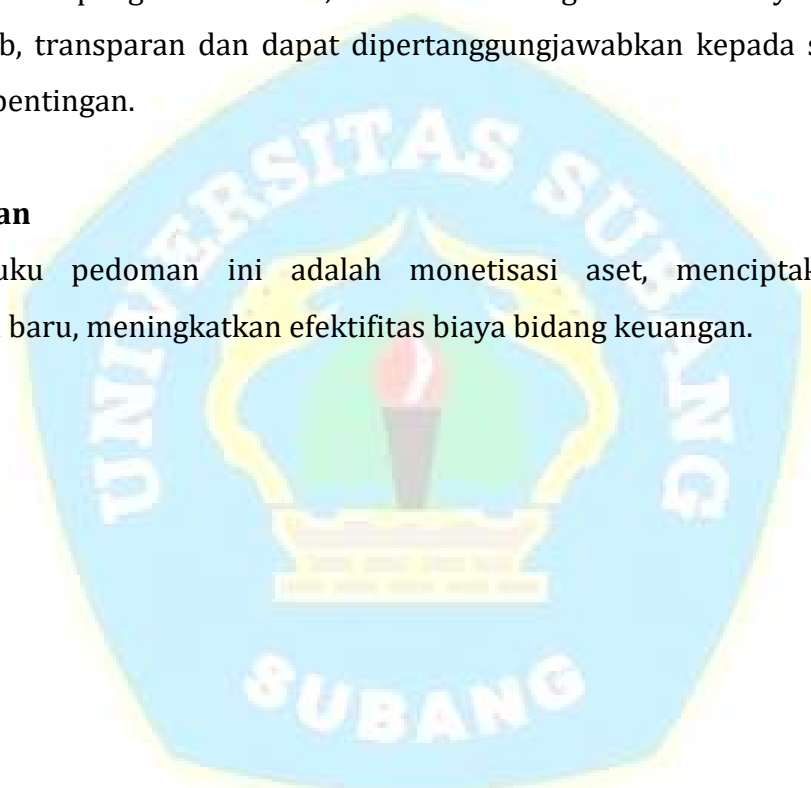 b, transparan dan dapat dipertanggungjawabkan kepada
pentingan.
an
uku pedoman ini adalah monetisasi aset, menciptak
baru, meningkatkan efektifitas biaya bidang keuangan.
UNIVERSITAS SUBANG
SUBANG